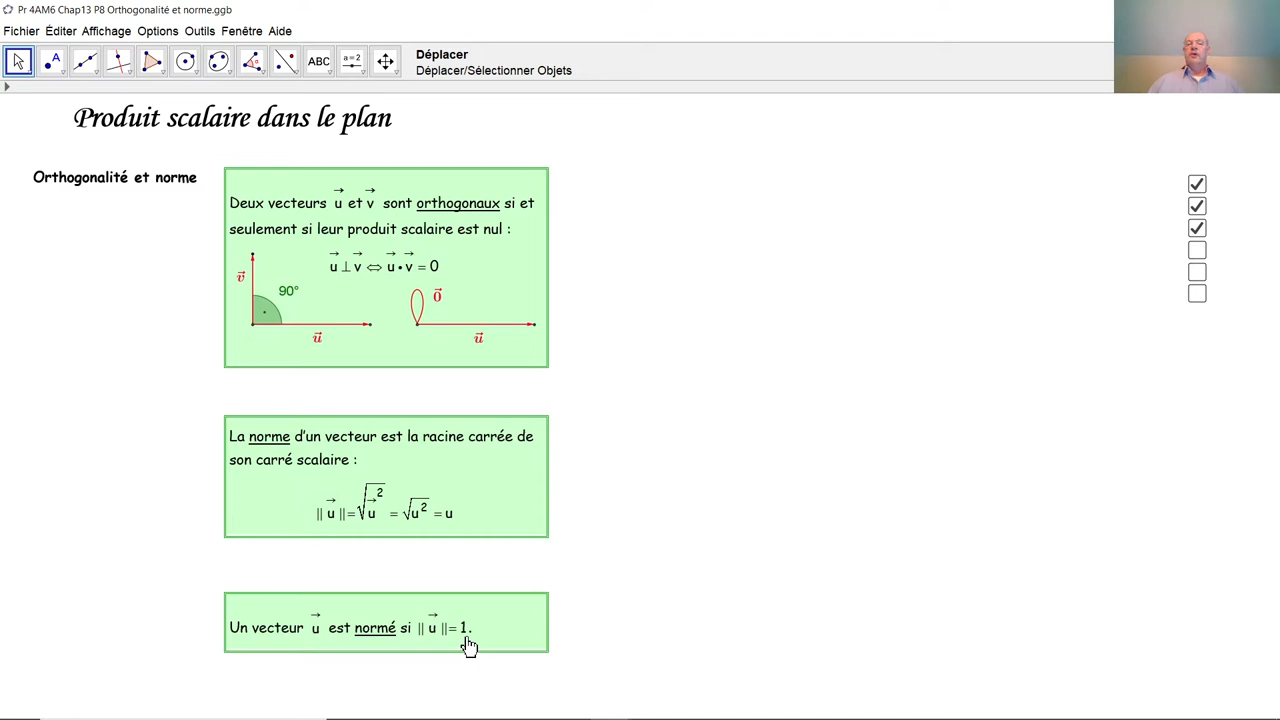 Pr 4AM6 Chap13 P8 Orthogonalité et norme.ggb
Fichier Éditer Affichage Options Outils Fenêtre Aide
A
ABC
a=2
Déplacer
Déplacer/Sélectionner Objets
Produit scalaire dans le plan
Orthogonalité et norme
Deux vecteurs u⃗ et v⃗ sont orthogonaux si et
seulement si leur produit scalaire est nul :
u⃗ ⊥ v⃗ ⇔ u⃗ • v⃗ = 0
v⃗
90°
u⃗
0⃗
u⃗
La norme d'un vecteur est la racine carrée de
son carré scalaire :
|| u⃗ || = √u⃗² = √u² = u
Un vecteur u⃗ est normé si || u⃗ || = 1.